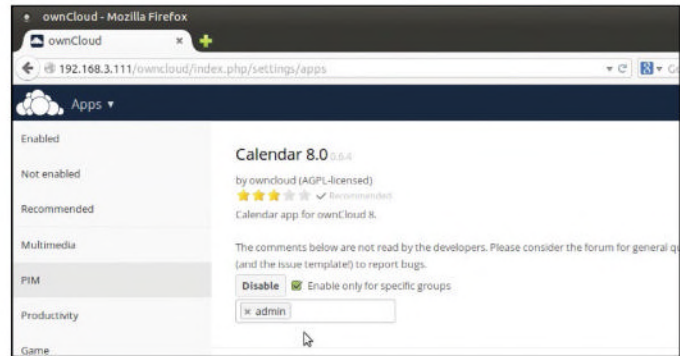 ownCloud - Mozilla Firefox
ownCloud
192.168.3.111/owncloud/index.php/settings/apps
Apps
Enabled
Not enabled
Recommended
Multimedia
PIM
Productivity
Game
Calendar 8.0 0.6.4
by owncloud (AGPL-licensed)
Recommended
Calendar app for ownCloud 8.
The comments below are not read by the developers. Please consider the forum for general
(and the issue template!) to report bugs.
Disable Enable only for specific groups
× admin